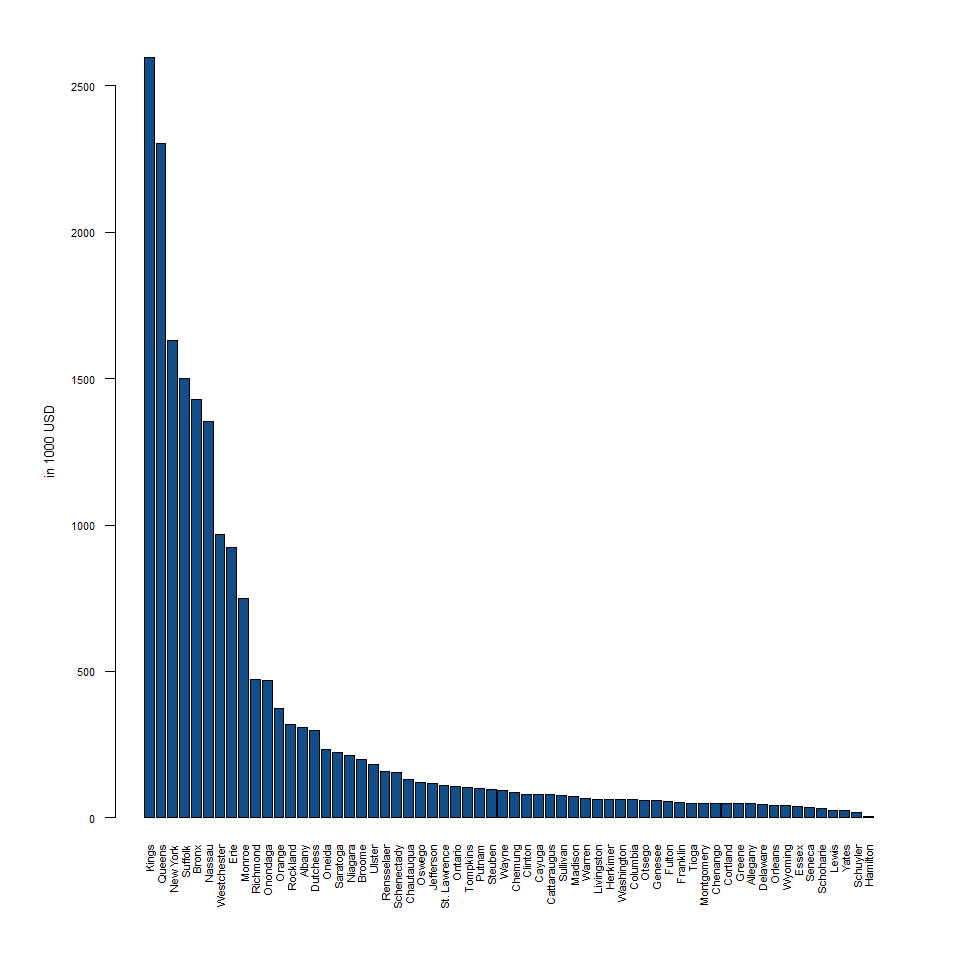 2500
2000
1500
1000
500
0
in 1000 USD
Kings
Queens
New York
Suffolk
Bronx
Nassau
Westchester
Erie
Monroe
Richmond
Onondaga
Orange
Rockland
Albany
Dutchess
Oneida
Saratoga
Niagara
Broome
Ulster
Rensselaer
Schenectady
Chautauqua
Oswego
Jefferson
St. Lawrence
Ontario
Tompkins
Putnam
Steuben
Wayne
Chemung
Clinton
Cayuga
Cattaraugus
Sullivan
Madison
Warren
Livingston
Herkimer
Washington
Columbia
Otsego
Genesee
Fulton
Franklin
Tioga
Montgomery
Chenango
Cortland
Greene
Allegany
Delaware
Orleans
Wyoming
Essex
Seneca
Schoharie
Lewis
Yates
Schuyler
Hamilton